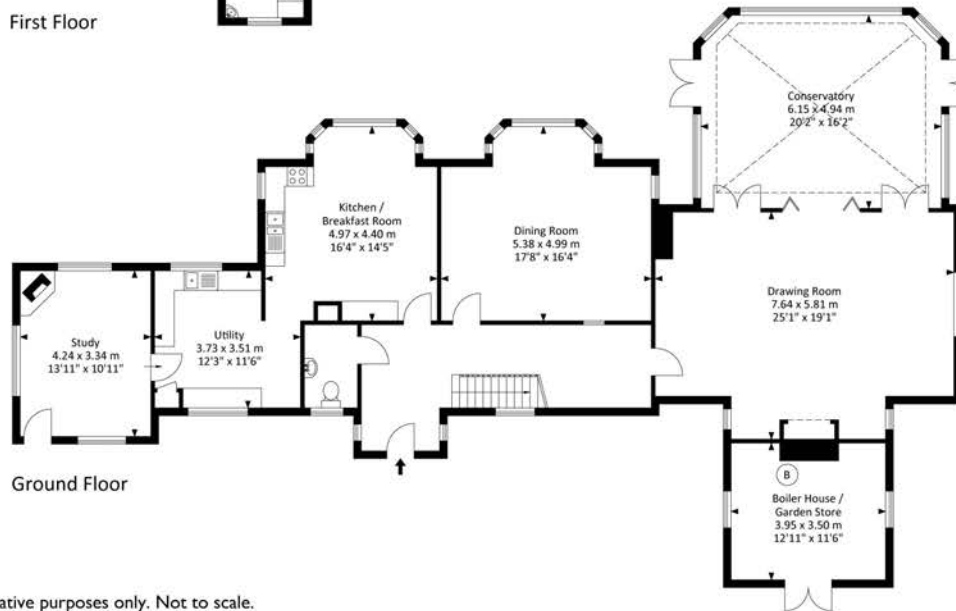 First Floor
Conservatory
6.15 x 4.94 m
20'2" x 16'2"
Kitchen /
Breakfast Room
4.97 x 4.40 m
16'4" x 14'5"
Dining Room
5.38 x 4.99 m
17'8" x 16'4"
Drawing Room
7.64 x 5.81 m
25'1" x 19'1"
Study
4.24 x 3.34 m
13'11" x 10'11"
Utility
3.73 x 3.51 m
12'3" x 11'6"
Ground Floor
B
Boiler House /
Garden Store
3.95 x 3.50 m
12'11" x 11'6"
ative purposes only. Not to scale.